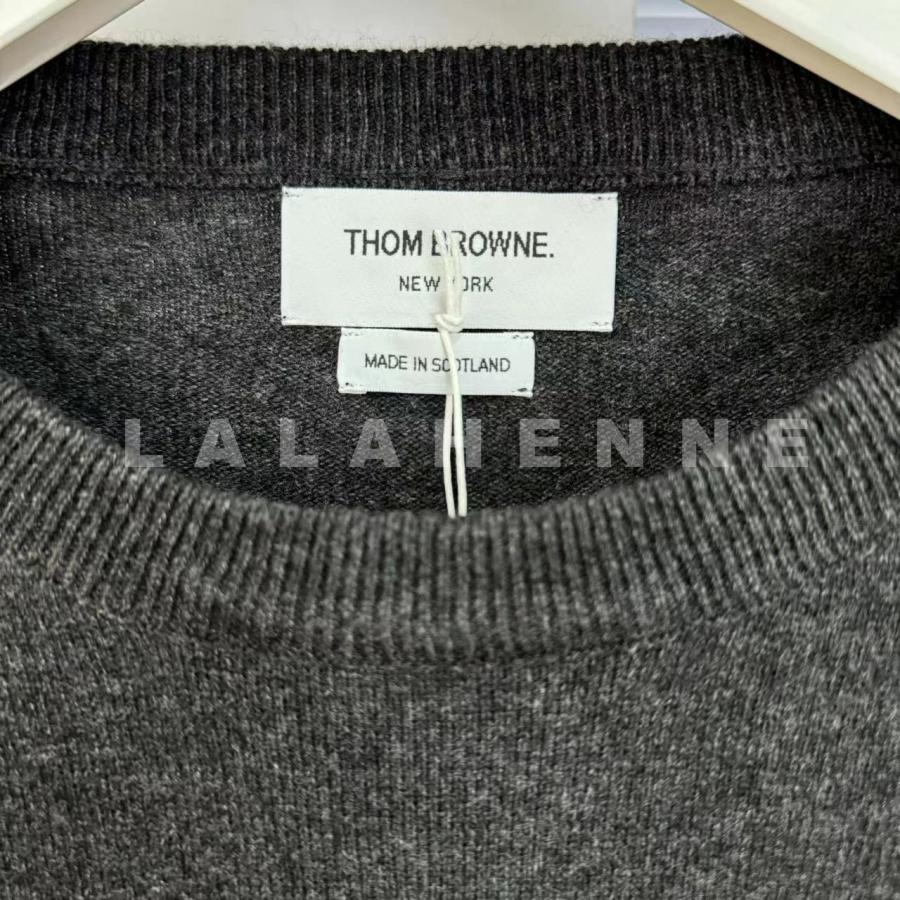 THOM BROWNE.
NEW YORK
MADE IN SCOTLAND
LALAHENNE